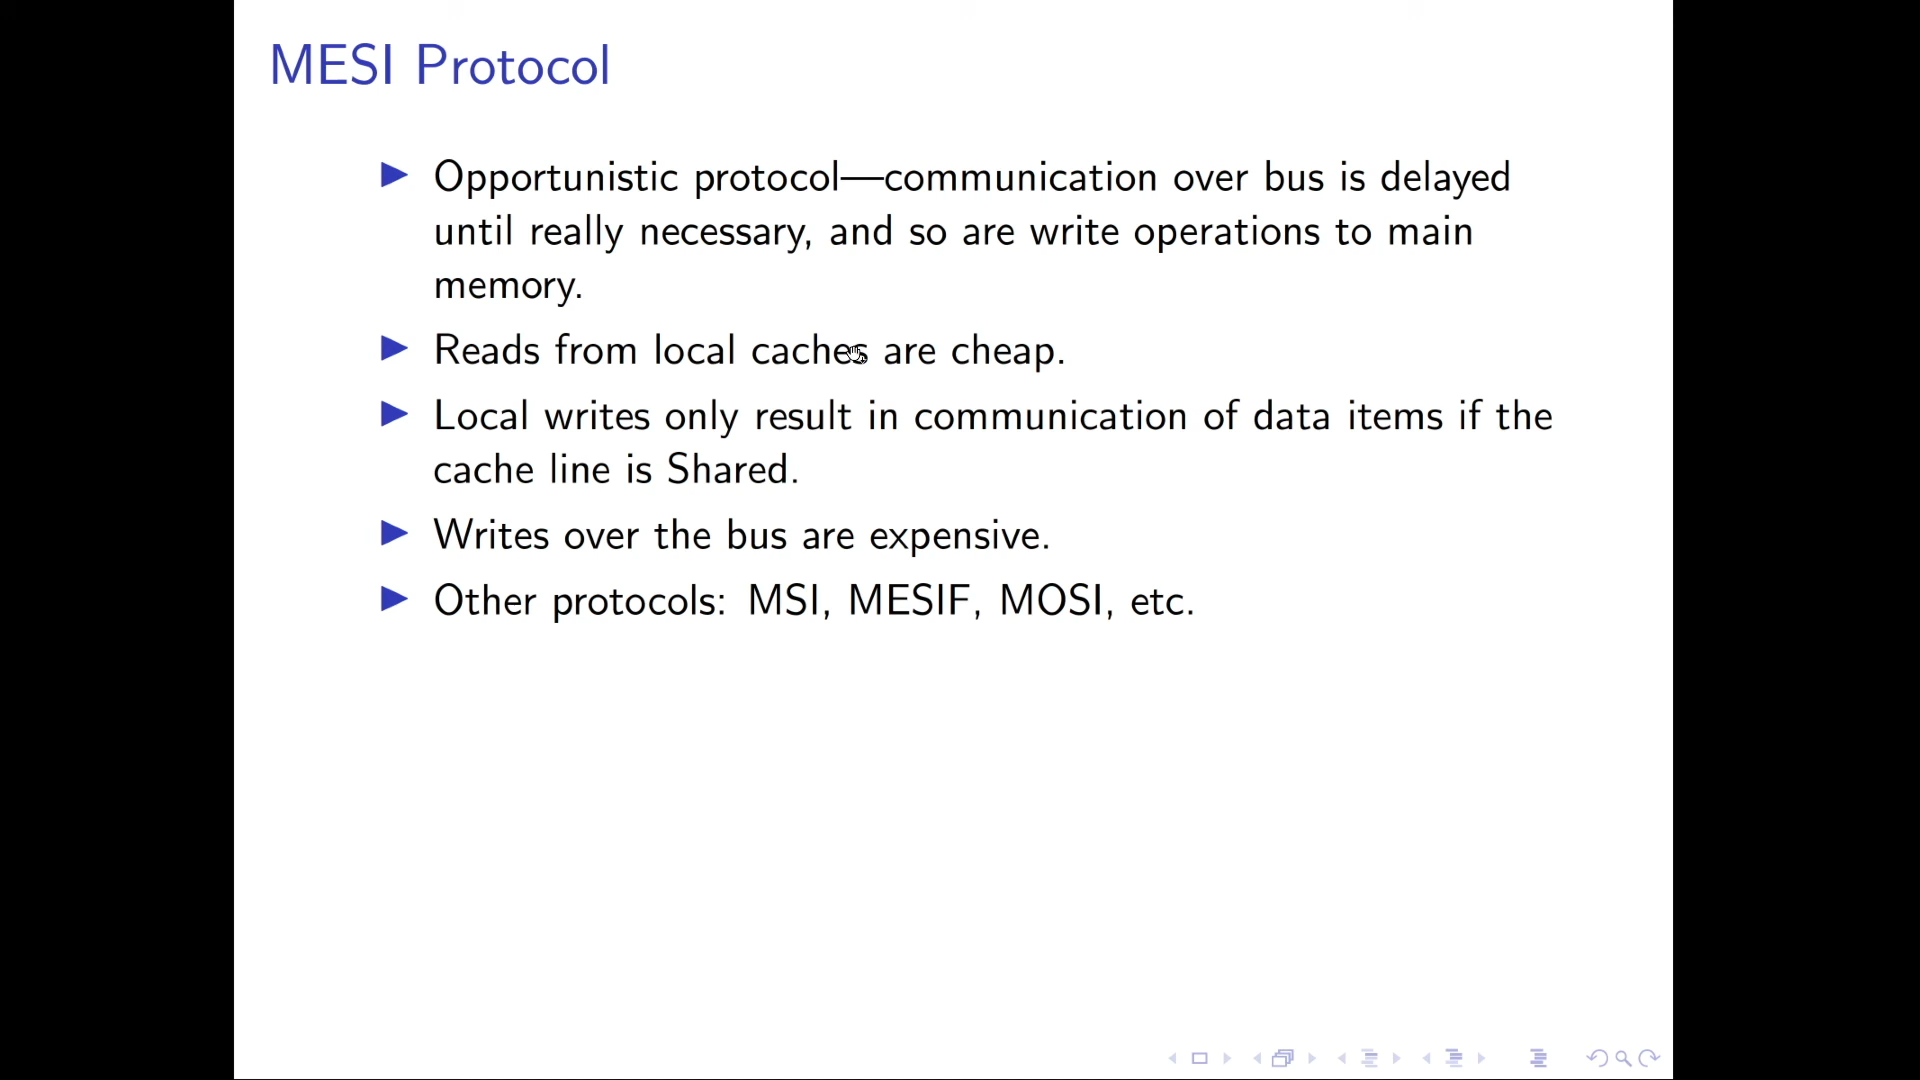 MESI Protocol
Opportunistic protocol—communication over bus is delayed
until really necessary, and so are write operations to main
memory.
Reads from local caches are cheap.
Local writes only result in communication of data items if the
cache line is Shared.
Writes over the bus are expensive.
Other protocols: MSI, MESIF, MOSI, etc.